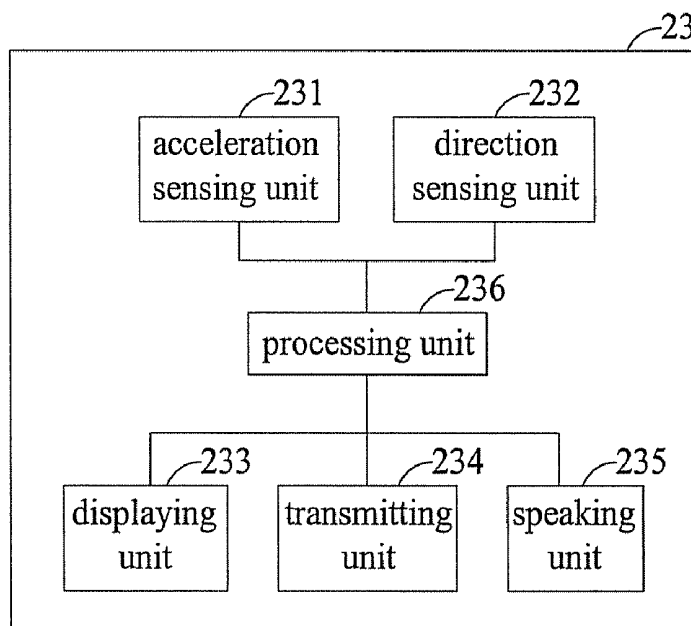 23
231
232
acceleration
sensing unit
direction
sensing unit
236
processing unit
233
234
235
displaying
unit
transmitting
unit
speaking
unit